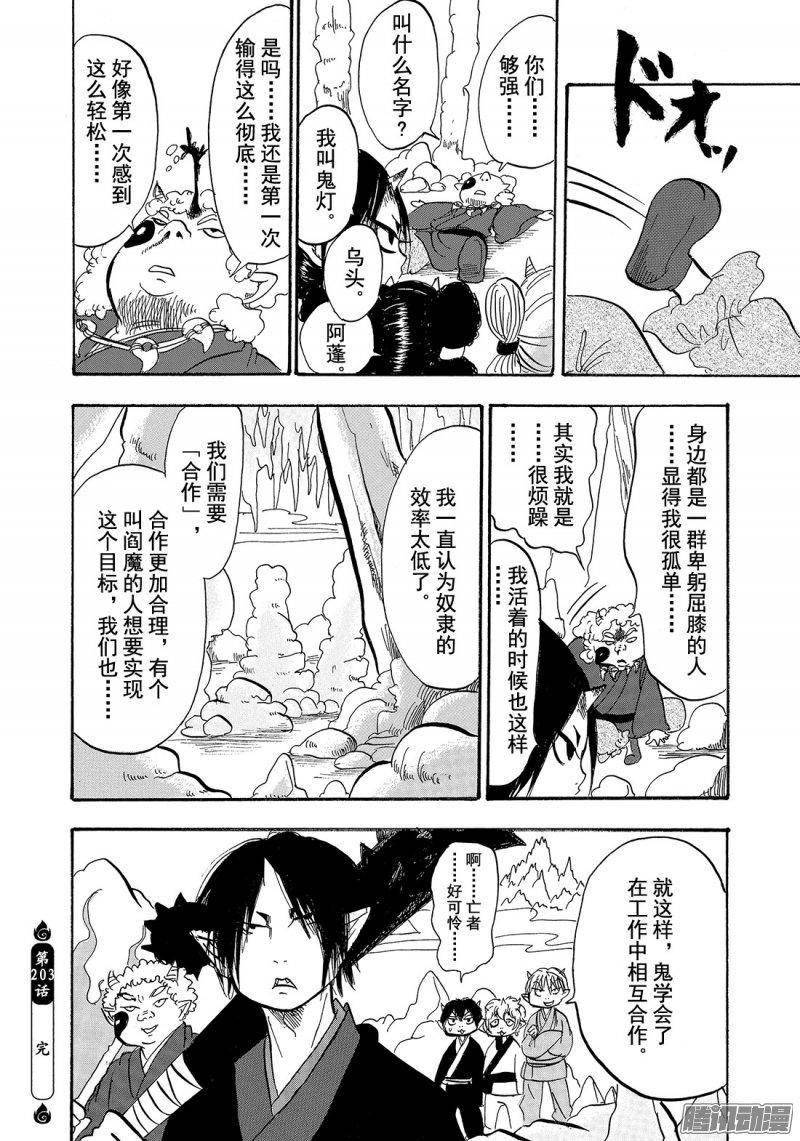 ドォッ
你们……
够强……
叫什么名字？
我叫鬼灯。
乌头。
阿蓬。
是吗……我还是第一次
输得这么彻底……
好像第一次感到
这么轻松……
身边都是一群卑躬屈膝的人
……显得我很孤单……
其实我就是
……很烦躁
……
我活着的时候也这样
……
我一直认为奴隶的
效率太低了。
我们需要
「合作」，
合作更加合理，有个
叫阎魔的人想要实现
这个目标，我们也……
就这样，鬼学会了
在工作中相互合作。
啊……亡者
……好可怜……
第203话
完
腾讯动漫